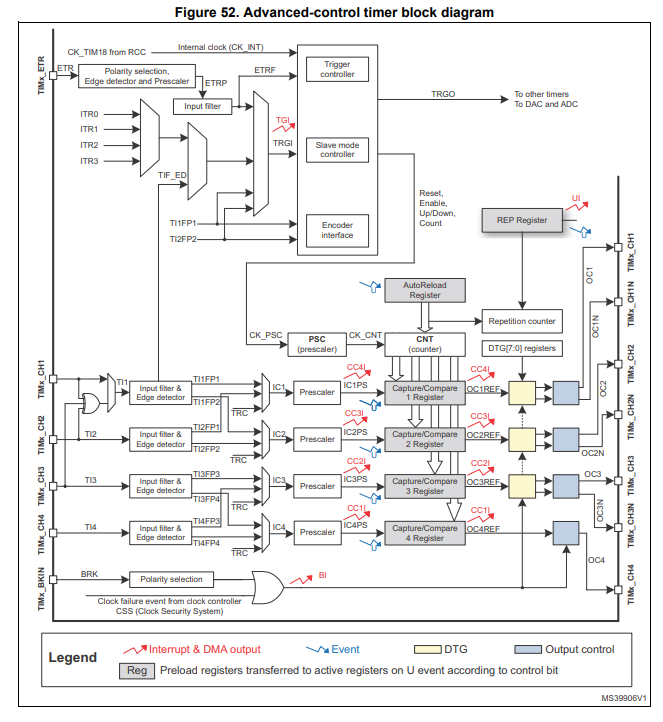 Figure 52. Advanced-control timer block diagram
CK_TIM18 from RCC
Internal clock (CK_INT)
TIMx_ETR
ETR
Polarity selection,
Edge detector and Prescaler
ETRP
ETRF
Input filter
Trigger
controller
TRGO
To other timers
To DAC and ADC
ITR0
ITR1
ITR2
ITR3
TGI
TRGI
Slave mode
controller
TIF_ED
Reset,
Enable,
Up/Down,
Count
REP Register
UI
TI1FP1
TI2FP2
Encoder
interface
AutoReload
Register
Repetition counter
CK_PSC
PSC
(prescaler)
CK_CNT
CNT
(counter)
DTG[7:0] registers
TIMx_CH1
TI1
Input filter &
Edge detector
TI1FP1
TI1FP2
TRC
IC1
Prescaler
CC4I
IC1PS
Capture/Compare
1 Register
CC4I
OC1REF
OC1
TIMx_CH1
OC1N
TIMx_CH1N
TIMx_CH2
TI2
Input filter &
Edge detector
TI2FP1
TI2FP2
TRC
IC2
Prescaler
CC3I
IC2PS
Capture/Compare
2 Register
CC3I
OC2REF
OC2
TIMx_CH2
OC2N
TIMx_CH2N
TIMx_CH3
TI3
Input filter &
Edge detector
TI3FP3
TI3FP4
TRC
IC3
Prescaler
CC2I
IC3PS
Capture/Compare
3 Register
CC2I
OC3REF
OC3
TIMx_CH3
OC3N
TIMx_CH3N
TIMx_CH4
TI4
Input filter &
Edge detector
TI4FP3
TI4FP4
TRC
IC4
Prescaler
CC1I
IC4PS
Capture/Compare
4 Register
CC1I
OC4REF
OC4
TIMx_CH4
TIMx_BKIN
BRK
Polarity selection
BI
Clock failure event from clock controller
CSS (Clock Security System)
Legend
Interrupt & DMA output
Event
DTG
Output control
Reg
Preload registers transferred to active registers on U event according to control bit
MS39906V1